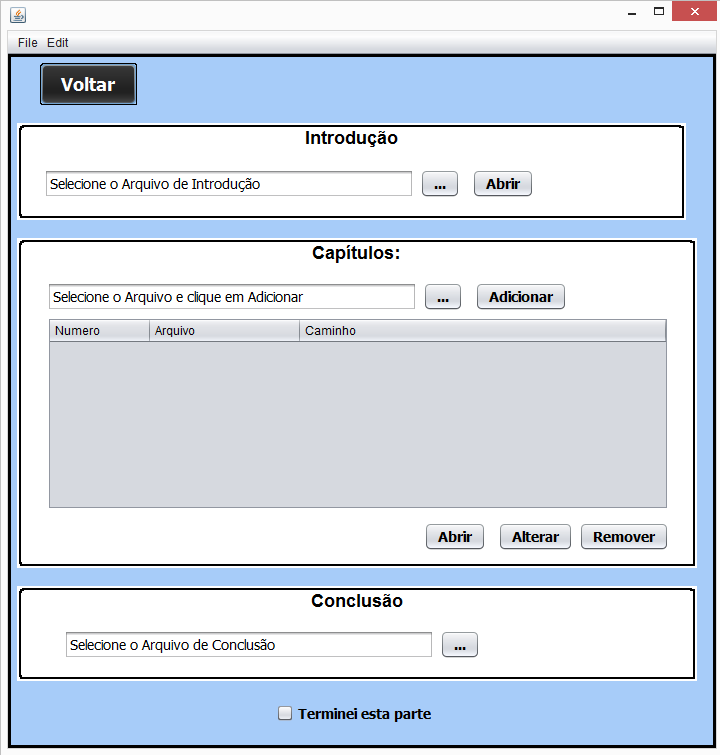 File Edit
Voltar
Introdução
Selecione o Arquivo de Introdução ... Abrir
Capítulos:
Selecione o Arquivo e clique em Adicionar ... Adicionar
Numero Arquivo Caminho
Abrir Alterar Remover
Conclusão
Selecione o Arquivo de Conclusão ...
Terminei esta parte